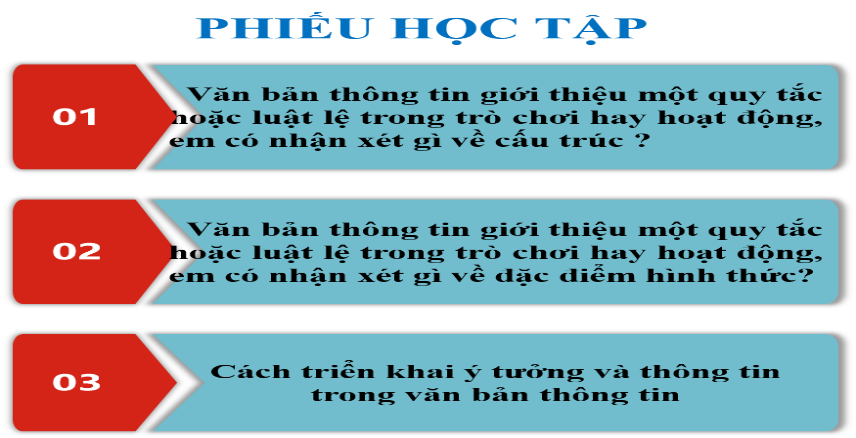 PHIẾU HỌC TẬP
01
Văn bản thông tin giới thiệu một quy tắc
hoặc luật lệ trong trò chơi hay hoạt động,
em có nhận xét gì về cấu trúc ?
02
Văn bản thông tin giới thiệu một quy tắc
hoặc luật lệ trong trò chơi hay hoạt động,
em có nhận xét gì về đặc diểm hình thức?
03
Cách triển khai ý tưởng và thông tin
trong văn bản thông tin